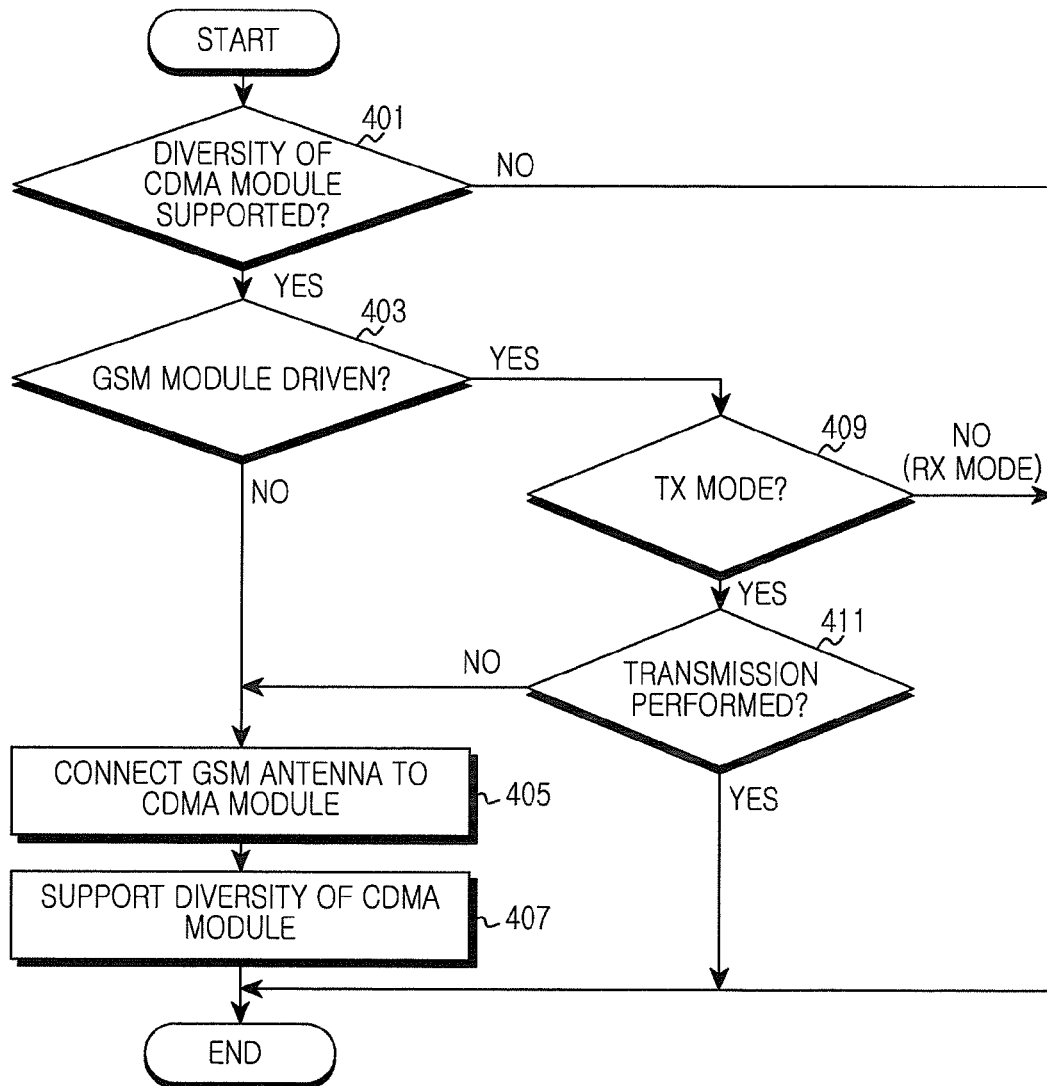 START
401
DIVERSITY OF
CDMA MODULE
SUPPORTED?
NO
YES
403
GSM MODULE DRIVEN?
YES
NO
409
TX MODE?
NO
(RX MODE)
YES
411
TRANSMISSION
PERFORMED?
NO
YES
CONNECT GSM ANTENNA TO
CDMA MODULE
405
SUPPORT DIVERSITY OF CDMA
MODULE
407
END